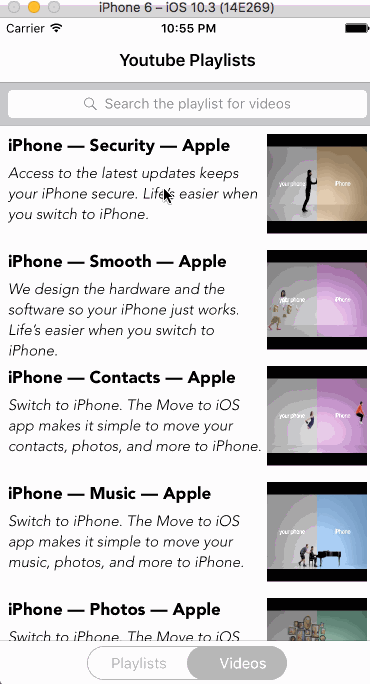 iPhone 6 – iOS 10.3 (14E269)
Carrier 10:55 PM
Youtube Playlists
Search the playlist for videos
iPhone — Security — Apple
Access to the latest updates keeps
your iPhone secure. Life's easier when
you switch to iPhone.
your phone iPhone
iPhone — Smooth — Apple
We design the hardware and the
software so your iPhone just works.
Life's easier when you switch to
iPhone.
your phone iPhone
iPhone — Contacts — Apple
Switch to iPhone. The Move to iOS
app makes it simple to move your
contacts, photos, and more to iPhone.
your phone iPhone
iPhone — Music — Apple
Switch to iPhone. The Move to iOS
app makes it simple to move your
music, photos, and more to iPhone.
your phone iPhone
iPhone — Photos — Apple
Switch to iPhone. The Move to iOS
Playlists Videos